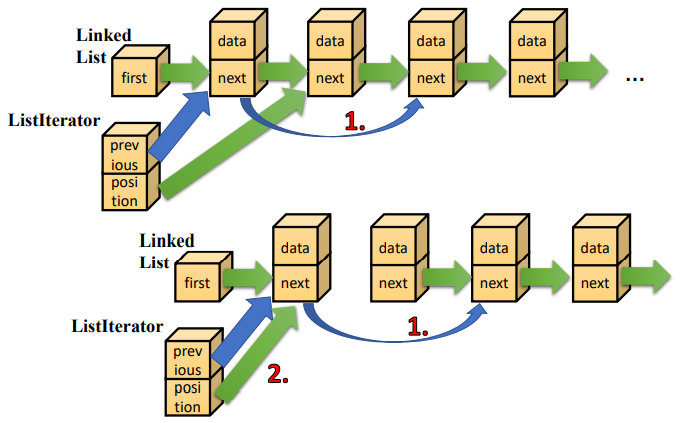 Linked
List
first
data
next
data
next
data
next
data
next
...
ListIterator
prev
ious
posi
tion
1.
Linked
List
first
data
next
data
next
data
next
data
next
ListIterator
prev
ious
posi
tion
1.
2.